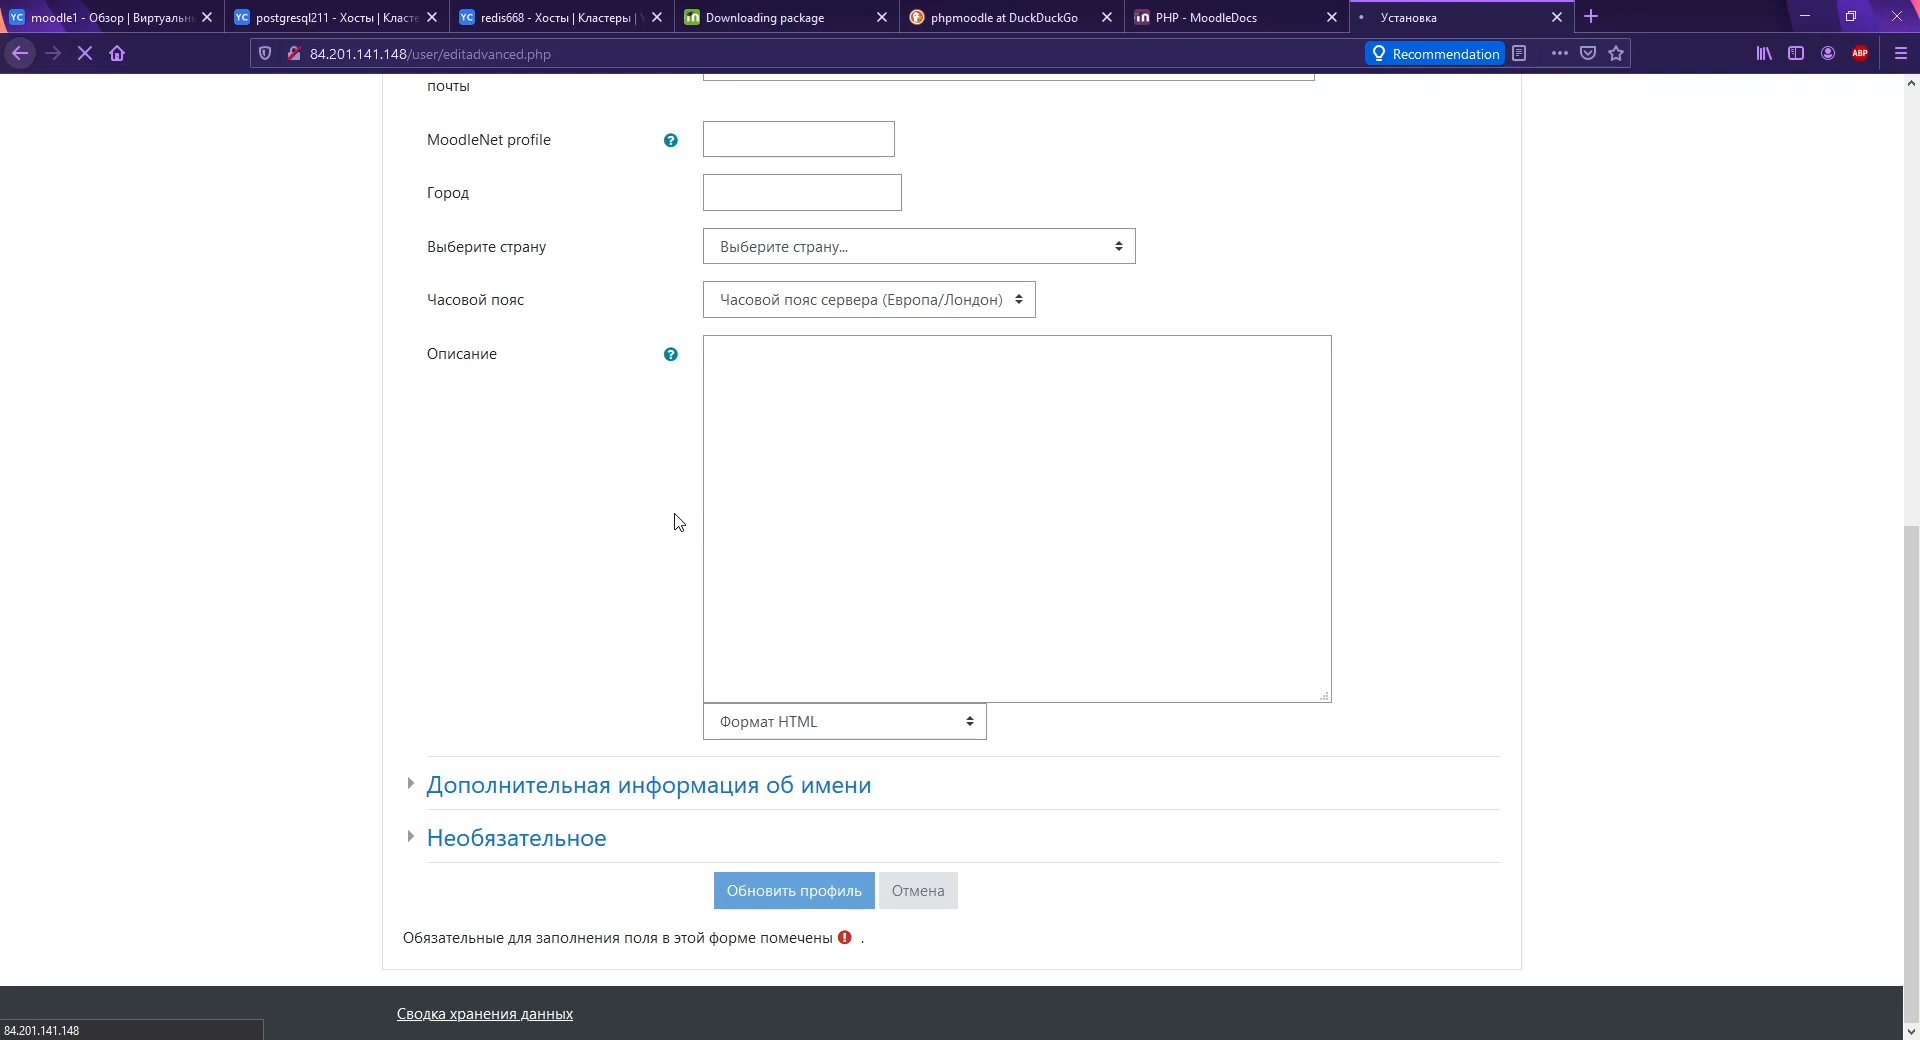 moodle1 - Обзор | Виртуальн
postgresql211 - Хосты | Класте
redis668 - Хосты | Кластеры | Y
Downloading package
phpmoodle at DuckDuckGo
PHP - MoodleDocs
Установка
84.201.141.148/user/editadvanced.php
Recommendation
ABP
почты
MoodleNet profile
Город
Выберите страну
Выберите страну...
Часовой пояс
Часовой пояс сервера (Европа/Лондон)
Описание
Формат HTML
Дополнительная информация об имени
Необязательное
Обновить профиль
Отмена
Обязательные для заполнения поля в этой форме помечены .
Сводка хранения данных
84.201.141.148